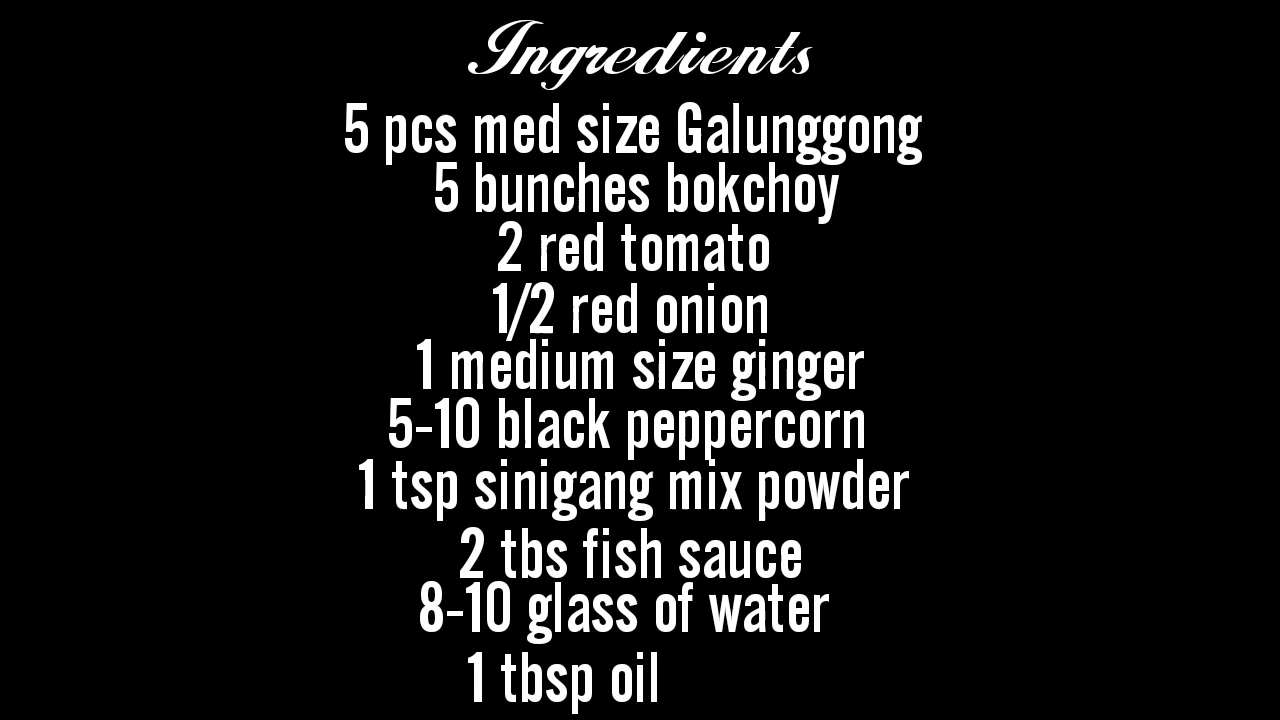 Ingredients
5 pcs med size Galunggong
5 bunches bokchoy
2 red tomato
1/2 red onion
1 medium size ginger
5-10 black peppercorn
1 tsp sinigang mix powder
2 tbs fish sauce
8-10 glass of water
1 tbsp oil